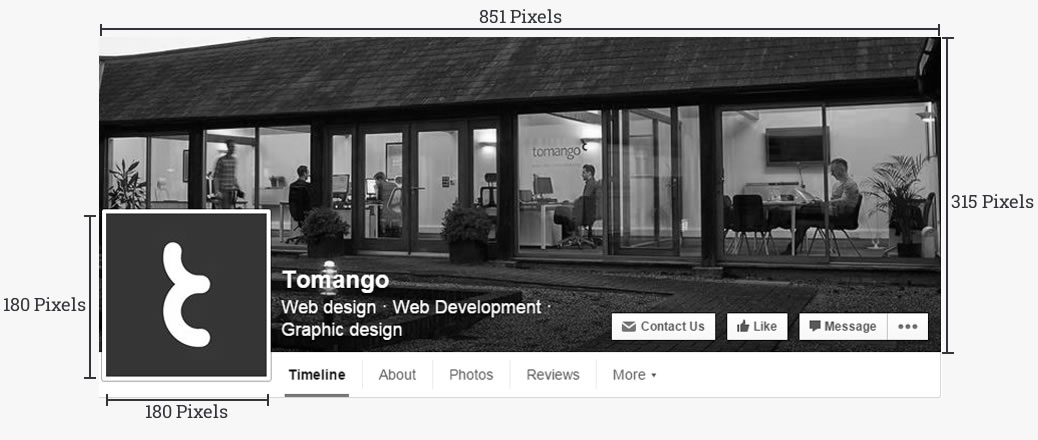 851 Pixels
315 Pixels
tomango
180 Pixels
Tomango
Web design · Web Development ·
Graphic design
Contact Us
Like
Message
•••
Timeline
About
Photos
Reviews
More
180 Pixels